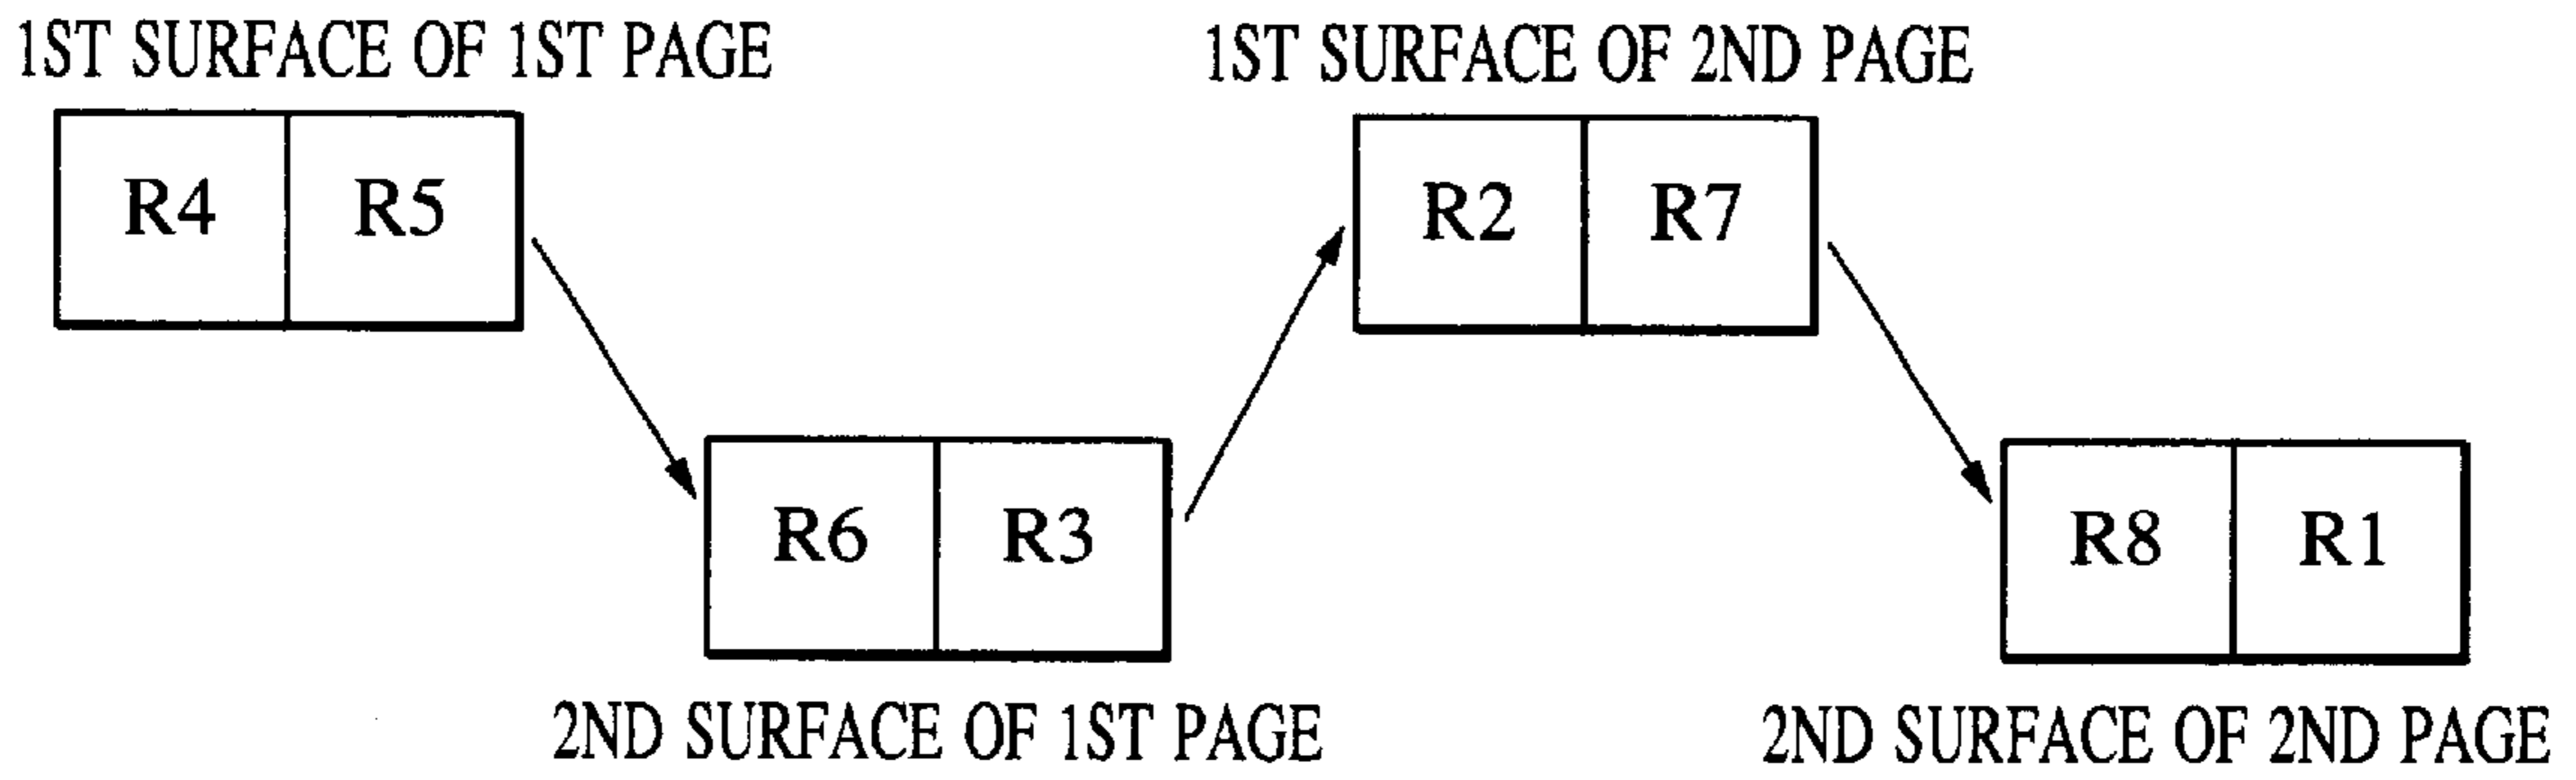 1ST SURFACE OF 1ST PAGE
1ST SURFACE OF 2ND PAGE
R4 R5
R2 R7
R6 R3
R8 R1
2ND SURFACE OF 1ST PAGE
2ND SURFACE OF 2ND PAGE